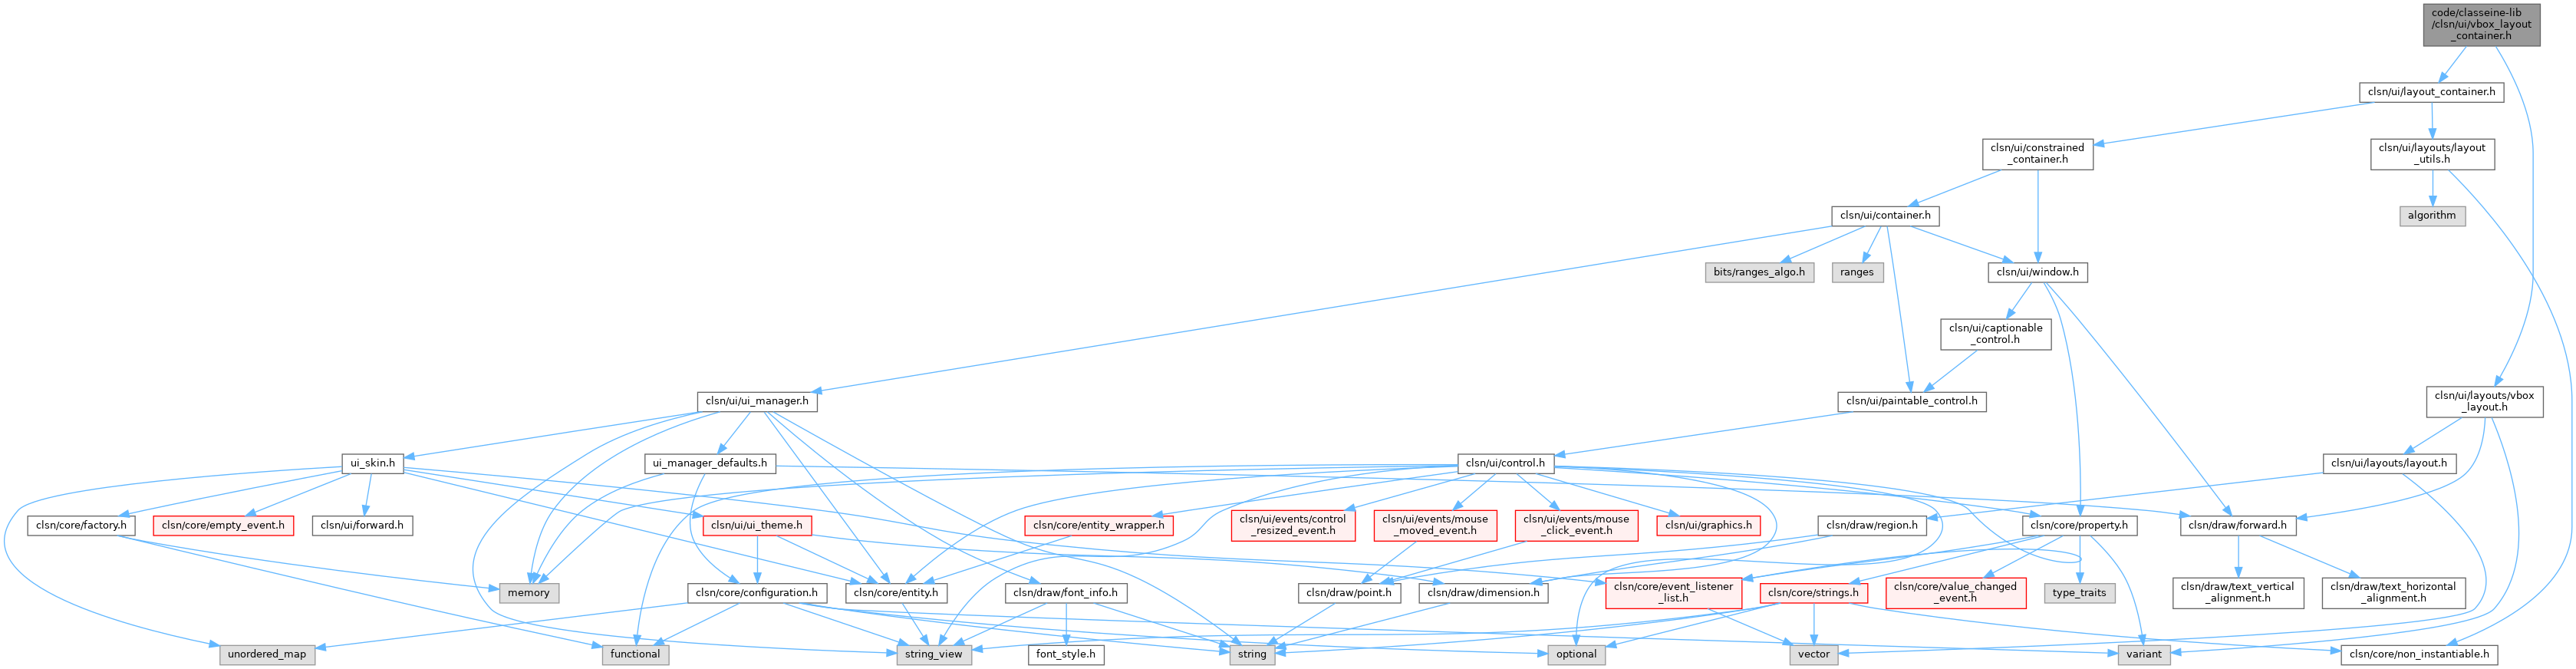 code/classeine-lib
/clsn/ui/vbox_layout
_container.h
clsn/ui/layout_container.h
clsn/ui/constrained
_container.h
clsn/ui/layouts/layout
_utils.h
clsn/ui/container.h
algorithm
bits/ranges_algo.h
ranges
clsn/ui/window.h
clsn/ui/captionable
_control.h
clsn/ui/ui_manager.h
clsn/ui/paintable_control.h
clsn/ui/layouts/vbox
_layout.h
ui_skin.h
ui_manager_defaults.h
clsn/ui/control.h
clsn/ui/layouts/layout.h
clsn/core/factory.h
clsn/core/empty_event.h
clsn/ui/forward.h
clsn/ui/ui_theme.h
clsn/core/entity_wrapper.h
clsn/ui/events/control
_resized_event.h
clsn/ui/events/mouse
_moved_event.h
clsn/ui/events/mouse
_click_event.h
clsn/ui/graphics.h
clsn/draw/region.h
clsn/core/property.h
clsn/draw/forward.h
memory
clsn/core/configuration.h
clsn/core/entity.h
clsn/draw/font_info.h
clsn/draw/point.h
clsn/draw/dimension.h
clsn/core/event_listener
_list.h
clsn/core/strings.h
clsn/core/value_changed
_event.h
type_traits
clsn/draw/text_vertical
_alignment.h
clsn/draw/text_horizontal
_alignment.h
unordered_map
functional
string_view
font_style.h
string
optional
vector
variant
clsn/core/non_instantiable.h